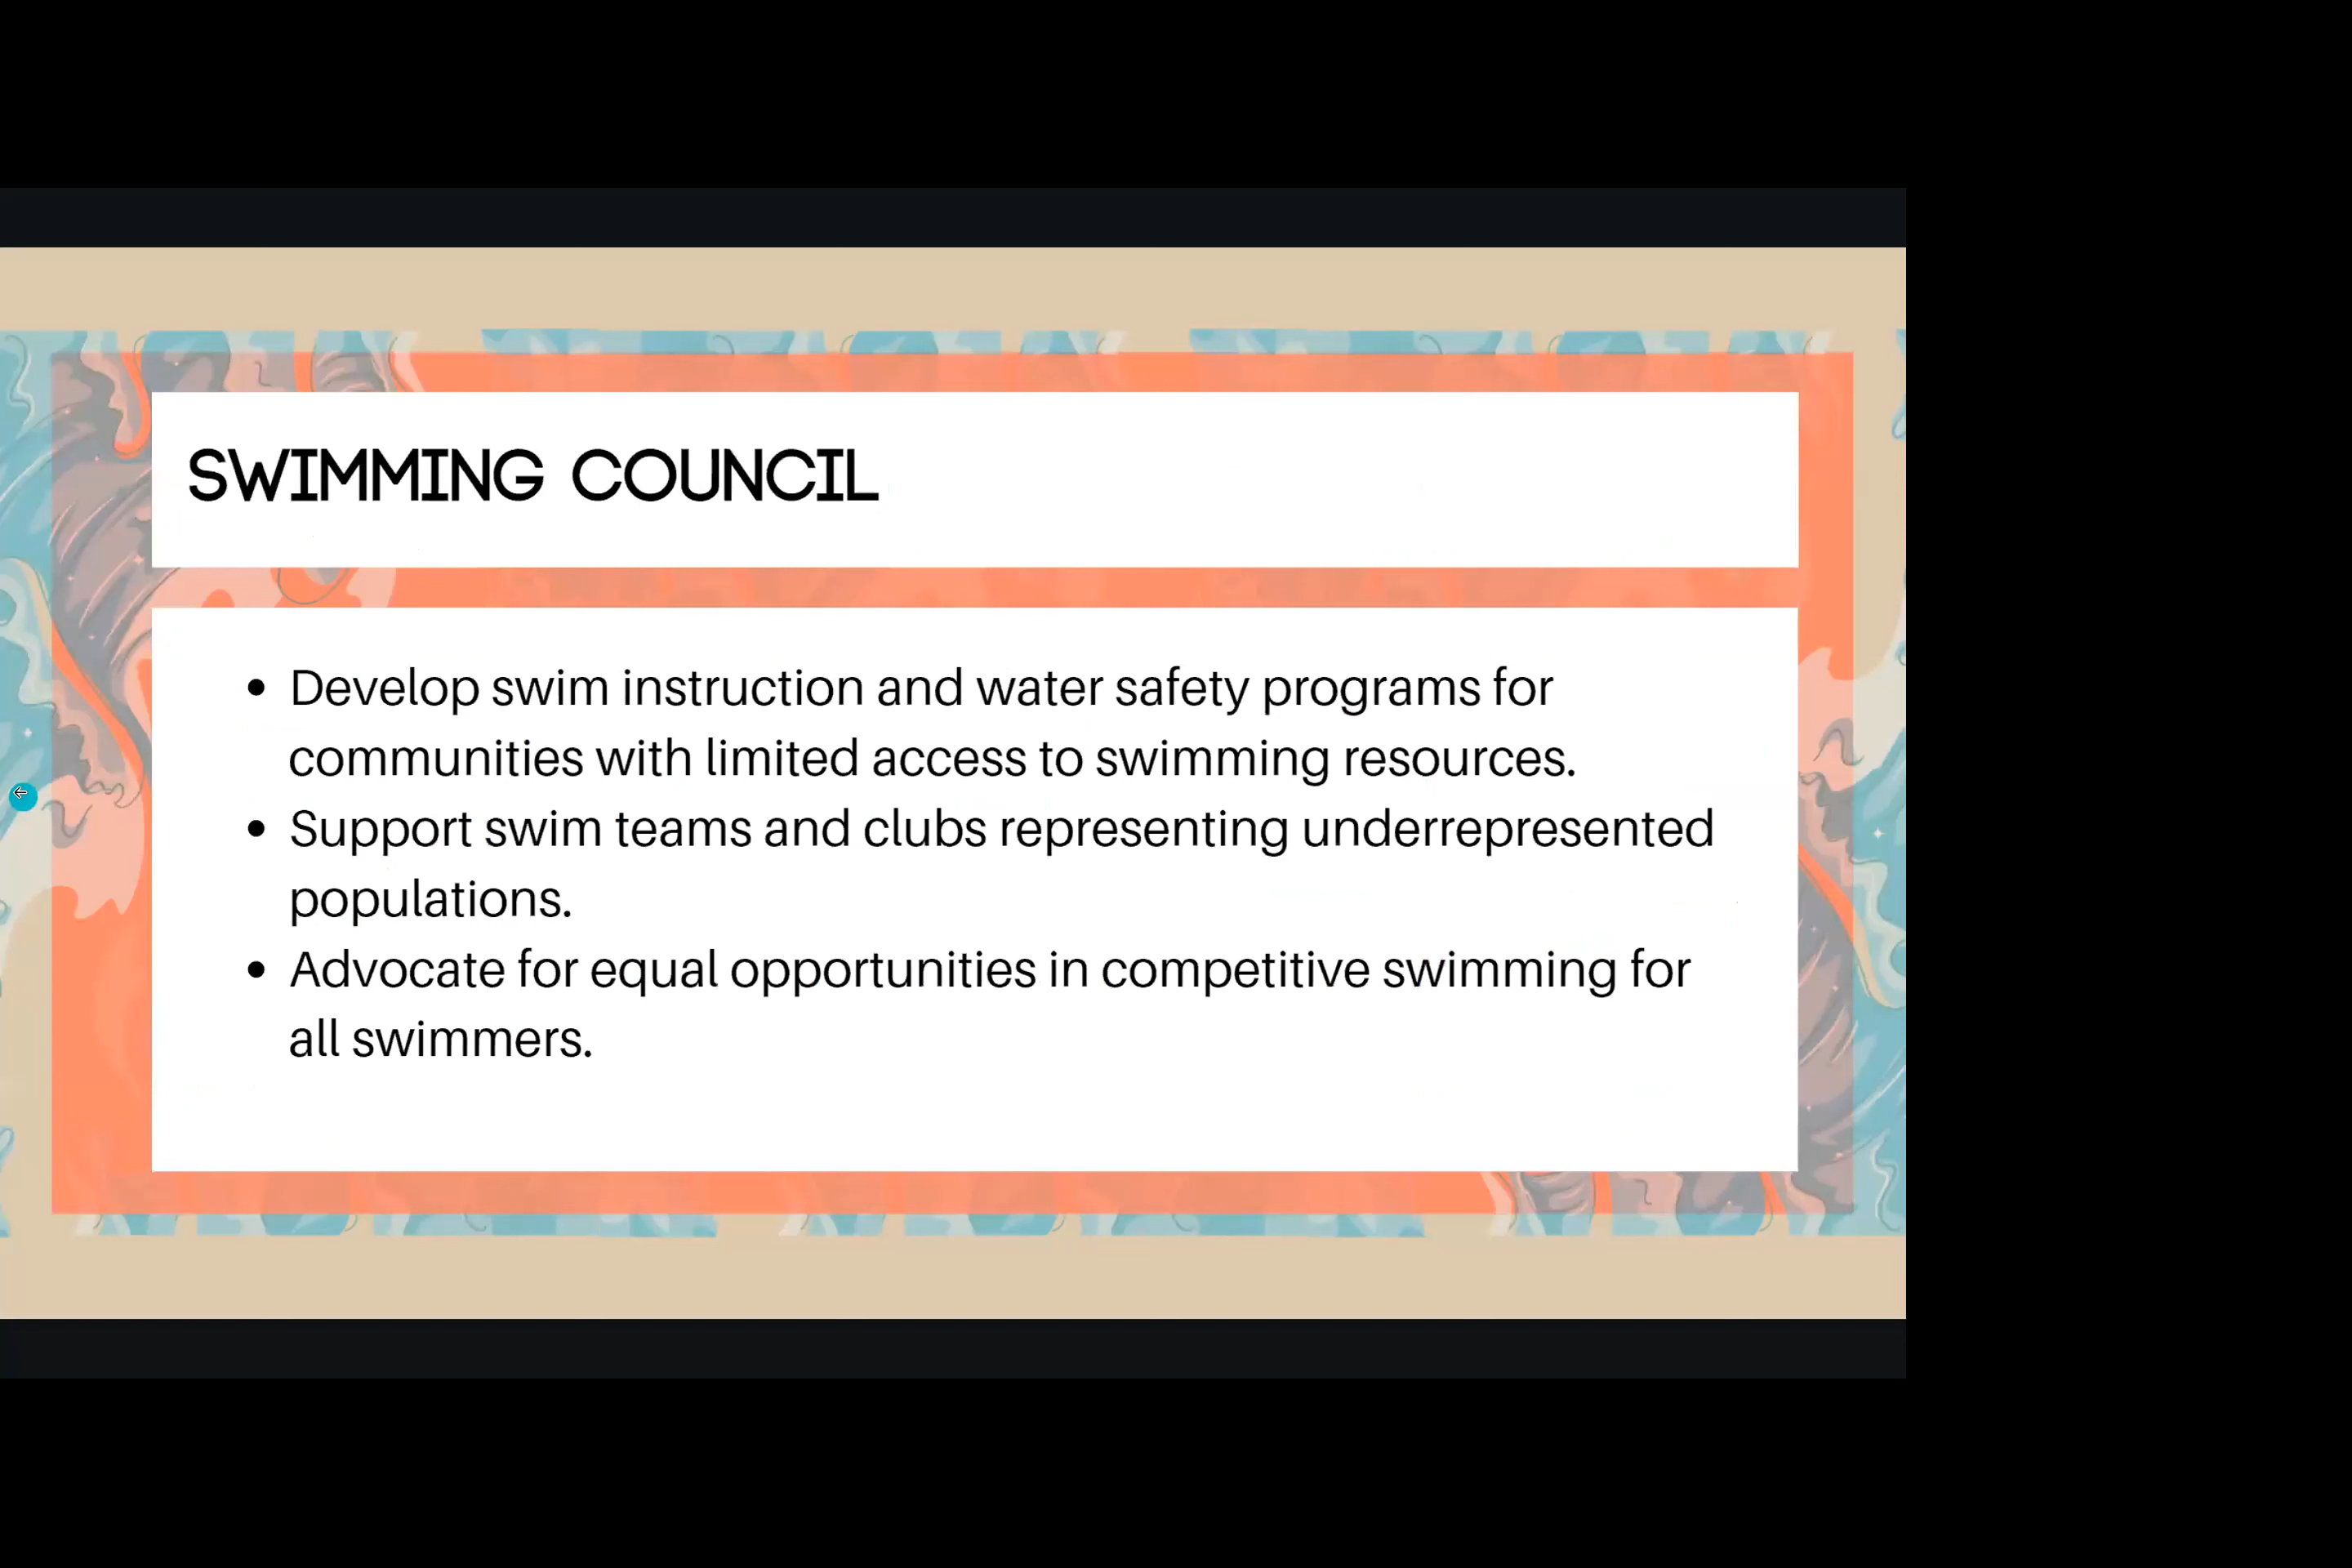 SWIMMING COUNCIL
• Develop swim instruction and water safety programs for
communities with limited access to swimming resources.
• Support swim teams and clubs representing underrepresented
populations.
• Advocate for equal opportunities in competitive swimming for
all swimmers.